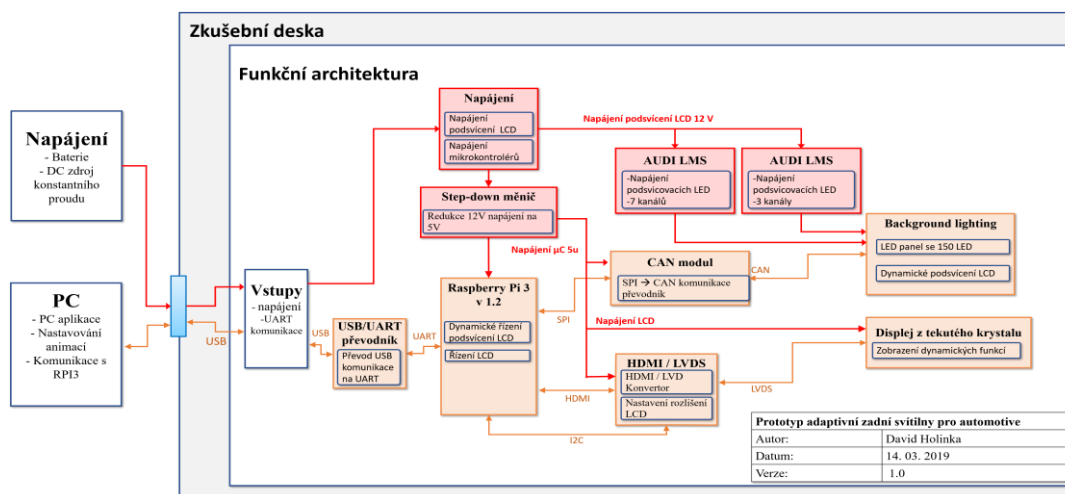 Zkušební deska
Funkční architektura
Napájení
- Baterie
- DC zdroj
konstantního
proudu
PC
- PC aplikace
- Nastavování
animací
- Komunikace s
RPI3
USB
Vstupy
- napájení
-UART
komunikace
USB
USB/UART
převodník
Převod USB
komunikace
na UART
UART
Napájení
Napájení
podsvícení LCD
Napájení
mikrokontrolérů
Step-down měnič
Redukce 12V napájení na
5V
Raspberry Pi 3
v 1.2
Dynamické řízení
podsvícení LCD
Řízení LCD
Napájení podsvícení LCD 12 V
AUDI LMS
-Napájení
podsvicovacích LED
-7 kanálů
AUDI LMS
-Napájení
podsvicovacích LED
-3 kanály
Napájení µC 5u
CAN modul
SPI → CAN komunikace
převodník
SPI
CAN
Background lighting
LED panel se 150 LED
Dynamické podsvícení LCD
Napájení LCD
Displej z tekutého krystalu
Zobrazení dynamických funkcí
HDMI / LVDS
HDMI / LVD
Konvertor
Nastavení rozlišení
LCD
HDMI
LVDS
I2C
Prototyp adaptivní zadní svítilny pro automotive
Autor: David Holinka
Datum: 14. 03. 2019
Verze: 1.0